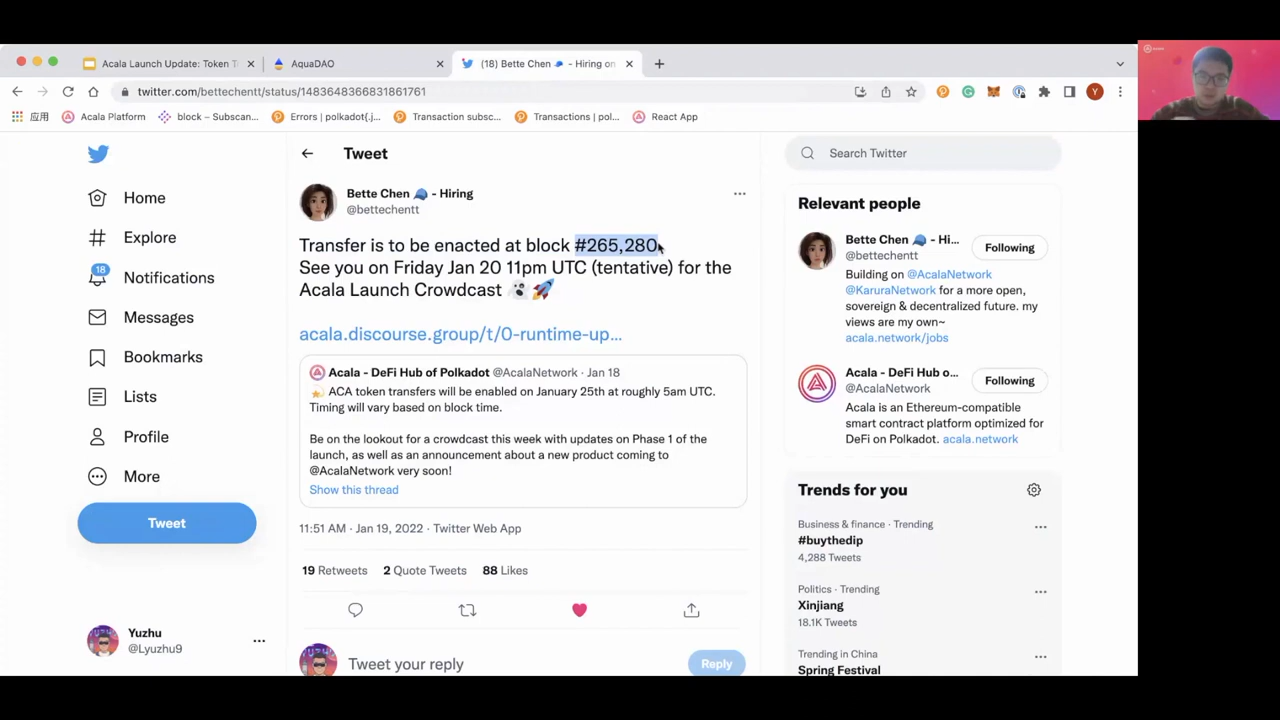 Acala Launch Update: Token T
AquaDAO
(18) Bette Chen 🧢 - Hiring on
twitter.com/bettechentt/status/1483648366831861761
应用
Acala Platform
block – Subscan...
Errors | polkadot{.j...
Transaction subsc...
Transactions | pol...
React App
Y
Home
Explore
18
Notifications
Messages
Bookmarks
Lists
Profile
More
Tweet
Yuzhu
@Lyuzhu9
Tweet
Bette Chen 🧢 - Hiring
@bettechentt
Transfer is to be enacted at block #265,280
See you on Friday Jan 20 11pm UTC (tentative) for the
Acala Launch Crowdcast 👻🚀
acala.discourse.group/t/0-runtime-up...
Acala - DeFi Hub of Polkadot @AcalaNetwork · Jan 18
💫 ACA token transfers will be enabled on January 25th at roughly 5am UTC.
Timing will vary based on block time.
Be on the lookout for a crowdcast this week with updates on Phase 1 of the
launch, as well as an announcement about a new product coming to
@AcalaNetwork very soon!
Show this thread
11:51 AM · Jan 19, 2022 · Twitter Web App
19 Retweets 2 Quote Tweets 88 Likes
Tweet your reply
Reply
Search Twitter
Relevant people
Bette Chen 🧢 - Hi...
@bettechentt
Following
Building on @AcalaNetwork
@KaruraNetwork for a more open,
sovereign & decentralized future. my
views are my own~
acala.network/jobs
Acala - DeFi Hub o...
@AcalaNetwork
Following
Acala is an Ethereum-compatible
smart contract platform optimized for
DeFi on Polkadot. acala.network
Trends for you
Business & finance · Trending
#buythedip
4,288 Tweets
Politics · Trending
Xinjiang
18.1K Tweets
Trending in China
Spring Festival